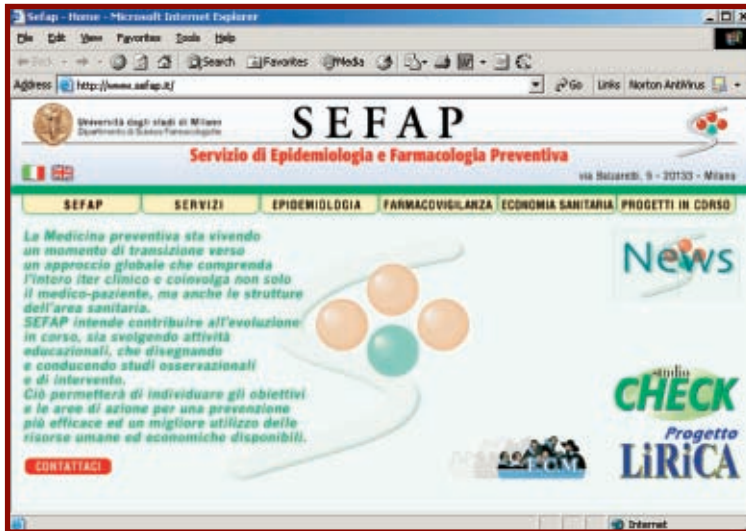 Sefap - Home - Microsoft Internet Explorer
File Edit View Favorites Tools Help
Back Search Favorites Media
Address http://www.sefap.it/ Go Links Norton AntiVirus
Università degli studi di Milano
Dipartimento di Scienze Farmacologiche
SEFAP
Servizio di Epidemiologia e Farmacologia Preventiva
via Balzaretti, 9 - 20133 - Milano
SEFAP SERVIZI EPIDEMIOLOGIA FARMACOVIGILANZA ECONOMIA SANITARIA PROGETTI IN CORSO
La Medicina preventiva sta vivendo
un momento di transizione verso
un approccio globale che comprenda
l'intero iter clinico e coinvolga non solo
il medico-paziente, ma anche le strutture
dell'area sanitaria.
SEFAP intende contribuire all'evoluzione
in corso, sia svolgendo attività
educazionali, che disegnando
e conducendo studi osservazionali
e di intervento.
Ciò permetterà di individuare gli obiettivi
e le aree di azione per una prevenzione
più efficace ed un migliore utilizzo delle
risorse umane ed economiche disponibili.
CONTATTACI
News
studio
CHECK
Progetto
LiRiCA
E.C.M.
Internet